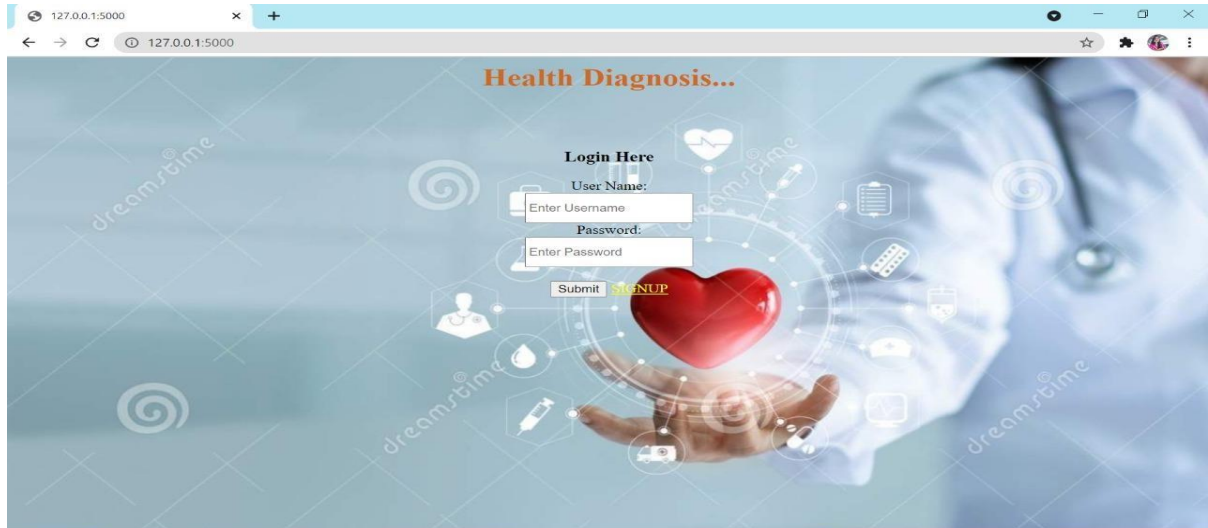 127.0.0.1:5000
127.0.0.1:5000
Health Diagnosis...
Login Here
User Name:
Enter Username
Password:
Enter Password
Submit SIGNUP
dreamstime
dreamstime
dreamstime
dreamstime